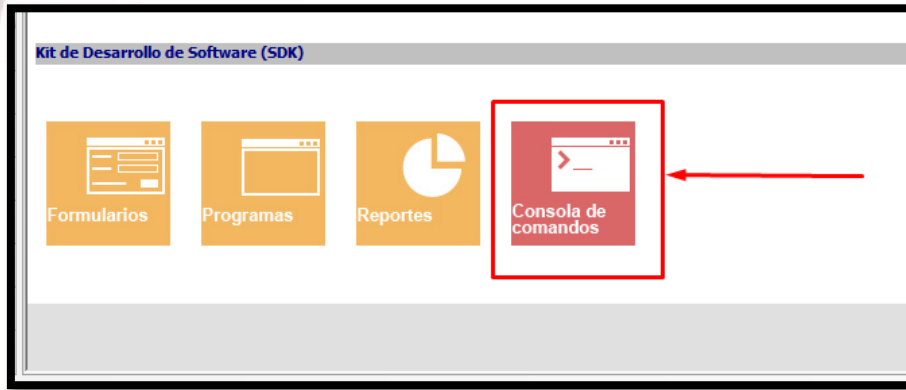 Kit de Desarrollo de Software (SDK)
Formularios
Programas
Reportes
Consola de
comandos